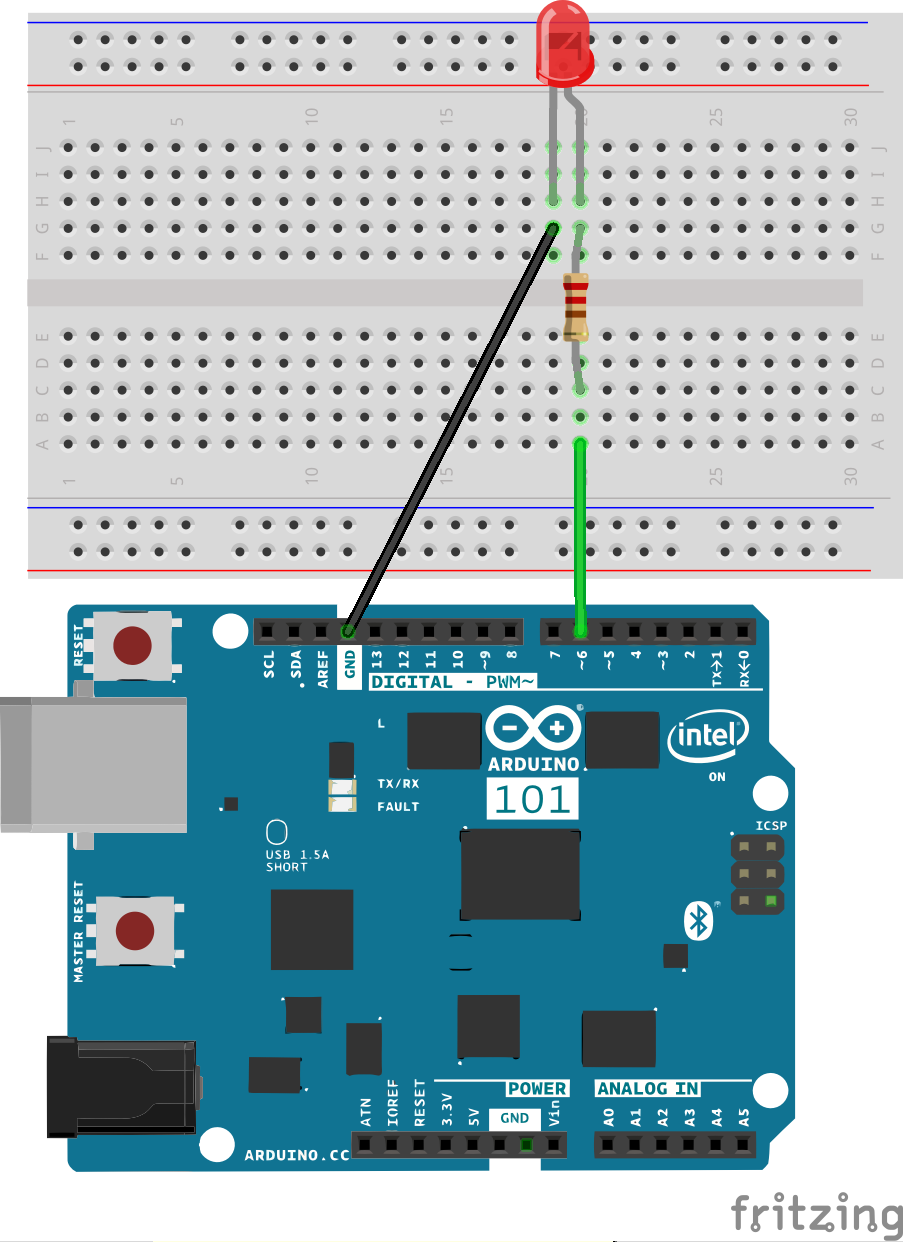 1 5 10 15 20 25 30
J J
I I
H H
G G
F F
E E
D D
C C
B B
A A
1 5 10 15 25 30
RESET
SCL
SDA
AREF
GND
13
12
11
10
~9
8
7
~6
~5
4
~3
2
TX→1
RX←0
DIGITAL - PWM~
L
ARDUINO
intel
ON
TX/RX
101
FAULT
ICSP
USB 1.5A
SHORT
MASTER RESET
POWER
ANALOG IN
ATN
IOREF
RESET
3.3V
5V
GND
Vin
A0
A1
A2
A3
A4
A5
ARDUINO.CC
fritzing